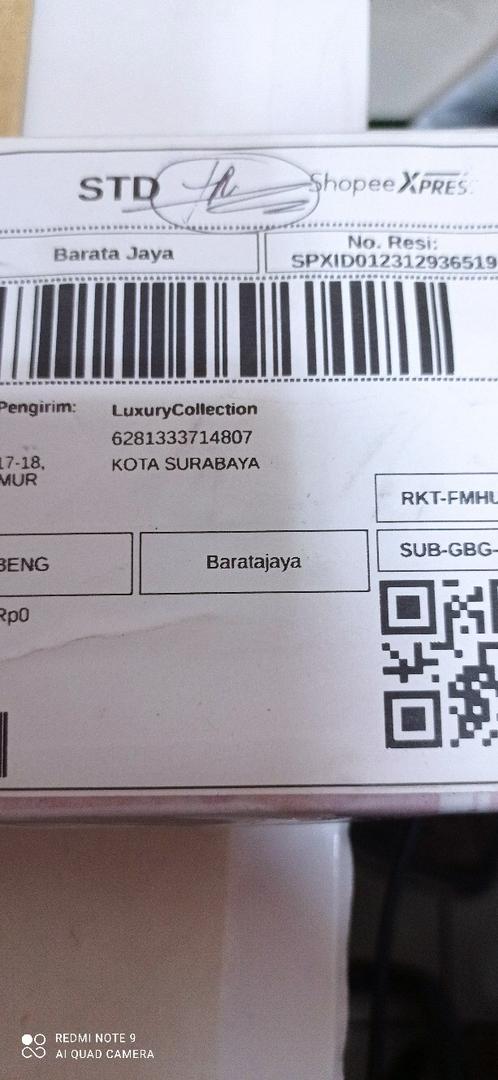 STD Shopee XPRES
Barata Jaya
No. Resi:
SPXID012312936519
Pengirim: LuxuryCollection
6281333714807
17-18, KOTA SURABAYA
MUR
RKT-FMHU
BENG Baratajaya SUB-GBG-
Rp0
REDMI NOTE 9
AI QUAD CAMERA